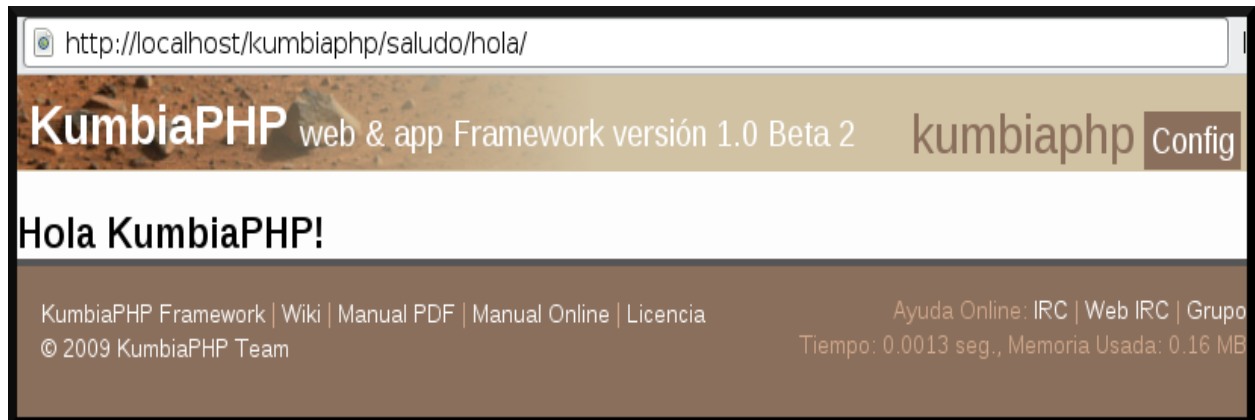 http://localhost/kumbiaphp/saludo/hola/
KumbiaPHP web & app Framework versión 1.0 Beta 2 kumbiaphp Config
Hola KumbiaPHP!
KumbiaPHP Framework | Wiki | Manual PDF | Manual Online | Licencia
© 2009 KumbiaPHP Team
Ayuda Online: IRC | Web IRC | Grupo
Tiempo: 0.0013 seg., Memoria Usada: 0.16 MB